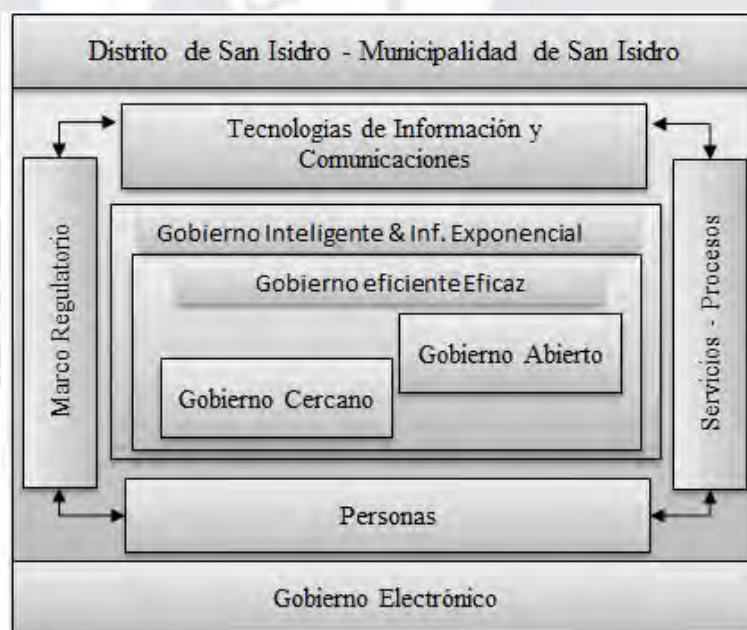 Distrito de San Isidro - Municipalidad de San Isidro
Tecnologias de Información y
Comunicaciones
Marco Regulatorio
Gobierno Inteligente & Inf. Exponencial
Gobierno eficiente Eficaz
Gobierno Abierto
Gobierno Cercano
Servicios - Procesos
Personas
Gobierno Electrónico